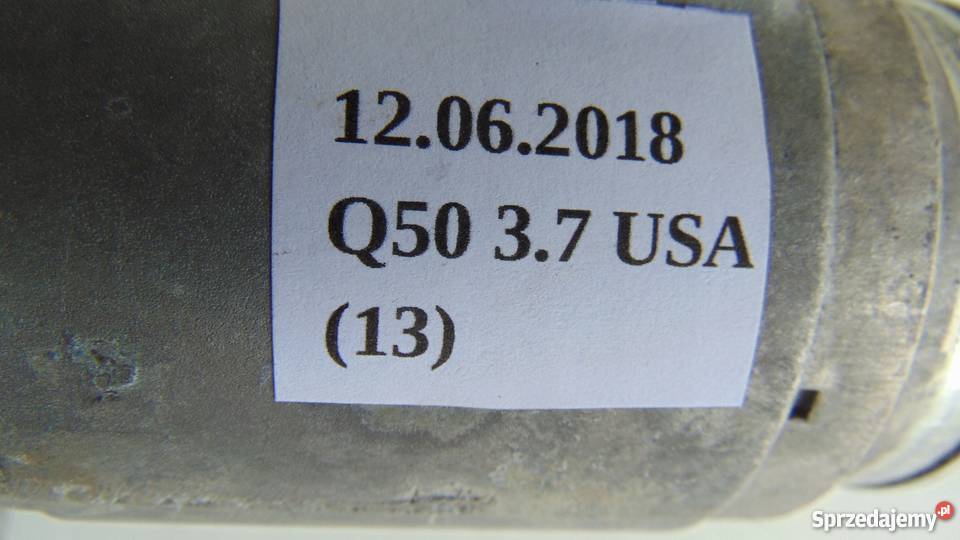 12.06.2018
Q50 3.7 USA
(13)
Sprzedajemy.pl